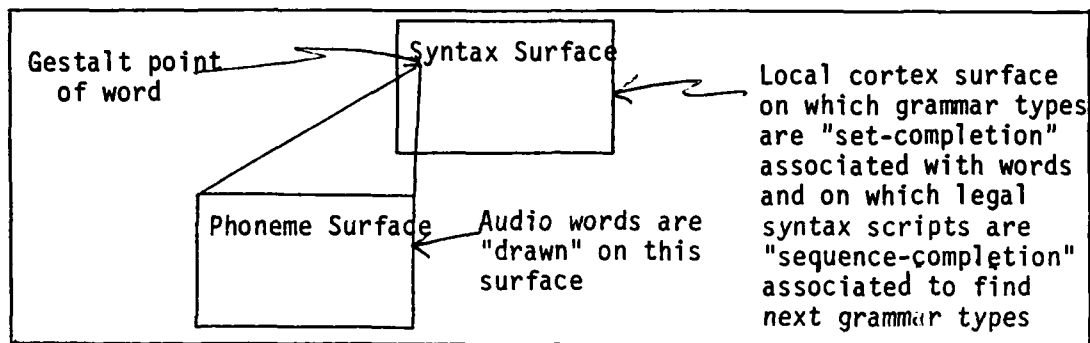 Gestalt point
of word
Syntax Surface
Local cortex surface
on which grammar types
are "set-completion"
associated with words
and on which legal
syntax scripts are
"sequence-completion"
associated to find
next grammar types
Phoneme Surface
Audio words are
"drawn" on this
surface